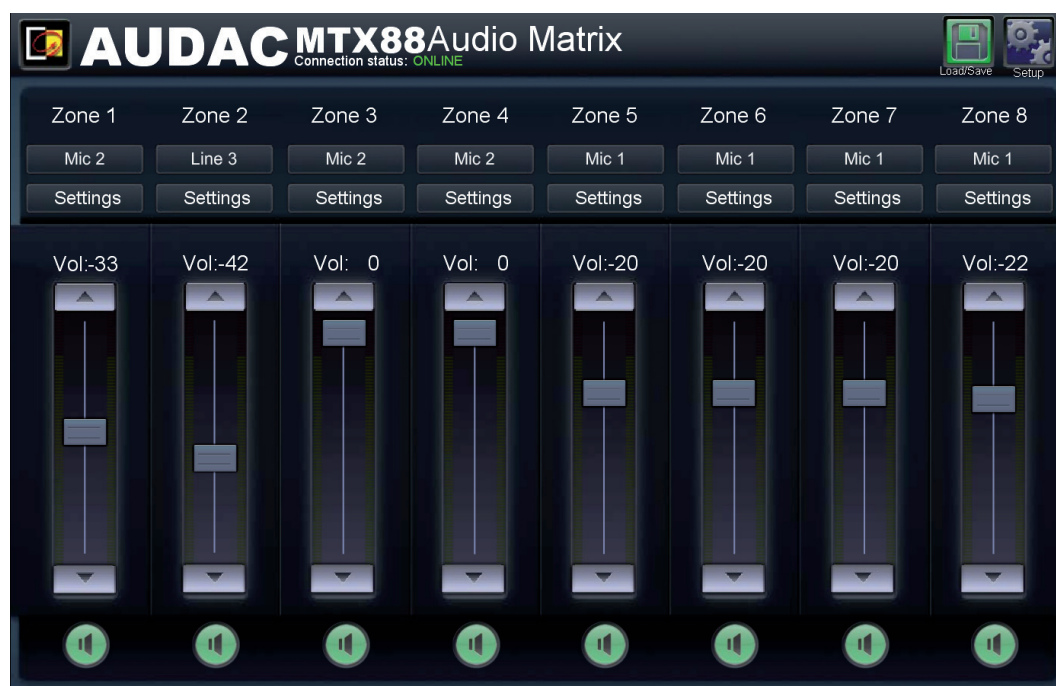 AUDAC MTX88 Audio Matrix
Connection status: ONLINE
Load/Save Setup
Zone 1 Zone 2 Zone 3 Zone 4 Zone 5 Zone 6 Zone 7 Zone 8
Mic 2 Line 3 Mic 2 Mic 2 Mic 1 Mic 1 Mic 1 Mic 1
Settings Settings Settings Settings Settings Settings Settings Settings
Vol:-33 Vol:-42 Vol: 0 Vol: 0 Vol:-20 Vol:-20 Vol:-20 Vol:-22